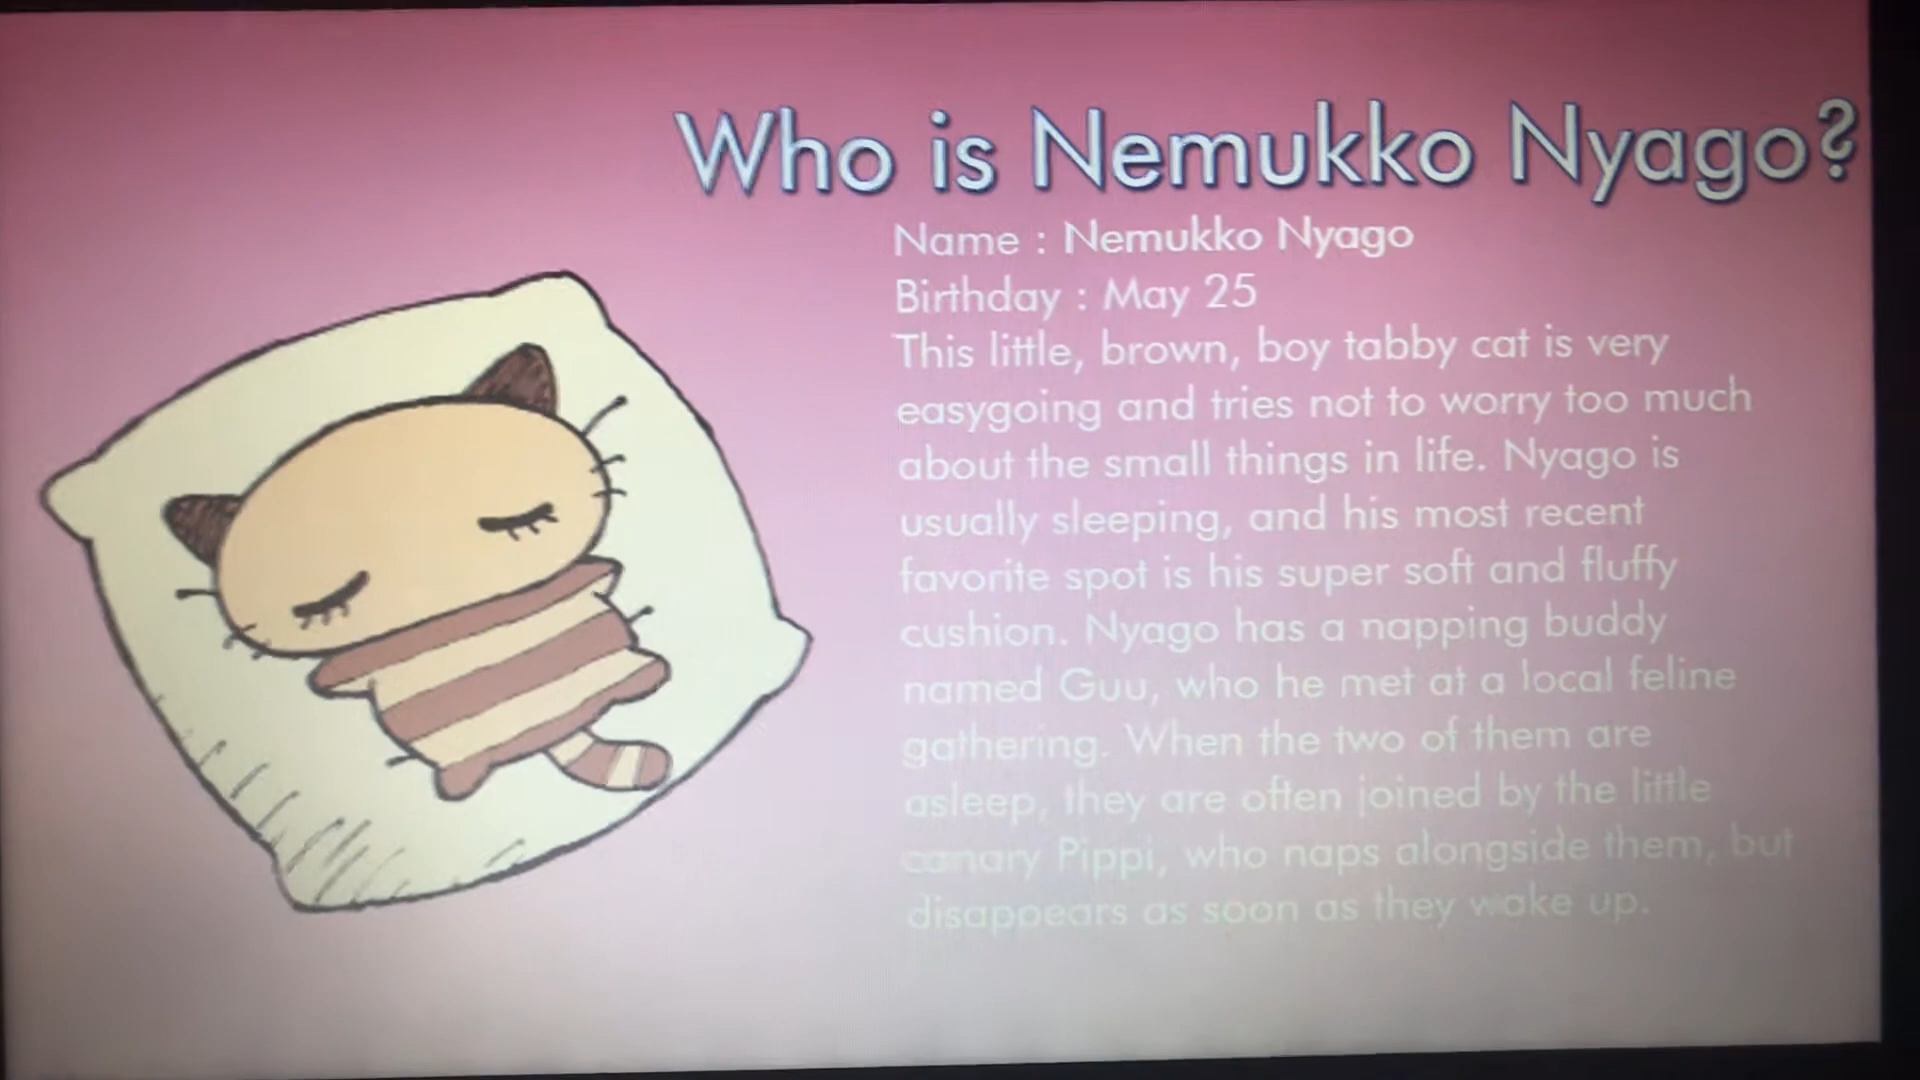 Who is Nemukko Nyago?
Name : Nemukko Nyago
Birthday : May 25
This little, brown, boy tabby cat is very
easygoing and tries not to worry too much
about the small things in life. Nyago is
usually sleeping, and his most recent
favorite spot is his super soft and fluffy
cushion. Nyago has a napping buddy
named Guu, who he met at a local feline
gathering. When the two of them are
asleep, they are often joined by the little
canary Pippi, who naps alongside them, but
disappears as soon as they wake up.